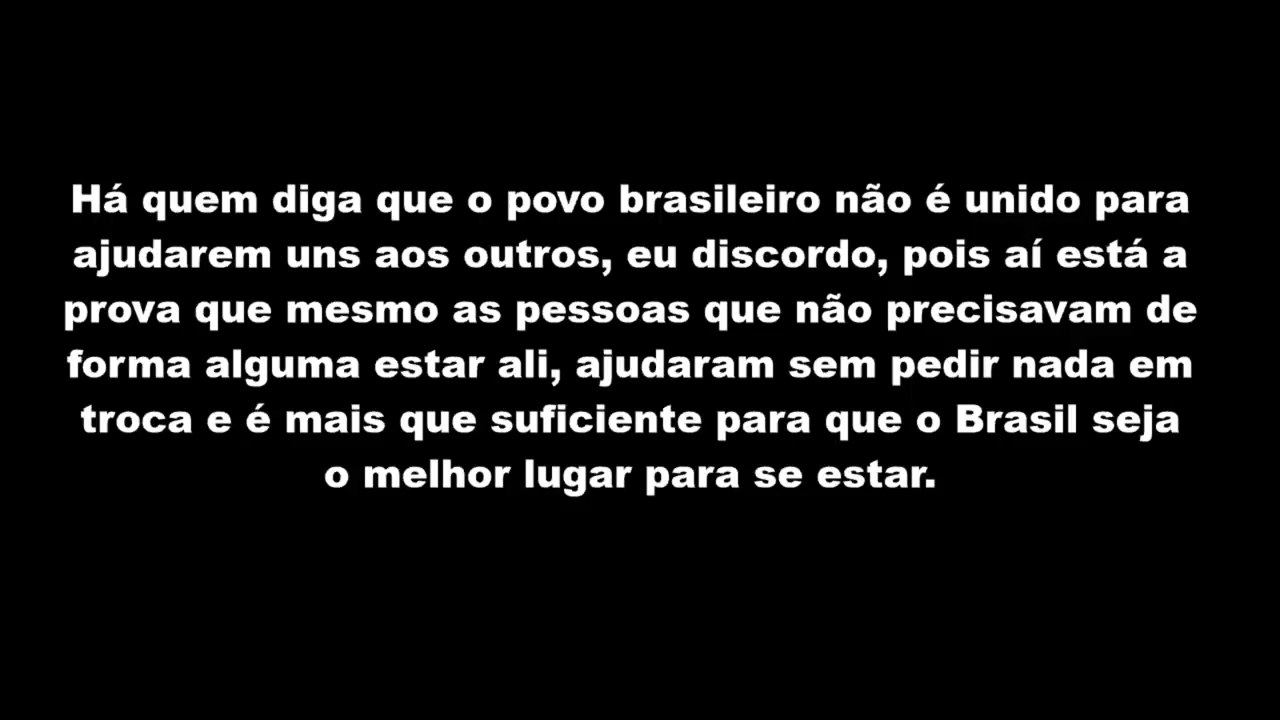 Há quem diga que o povo brasileiro não é unido para
ajudarem uns aos outros, eu discordo, pois aí está a
prova que mesmo as pessoas que não precisavam de
forma alguma estar ali, ajudaram sem pedir nada em
troca e é mais que suficiente para que o Brasil seja
o melhor lugar para se estar.